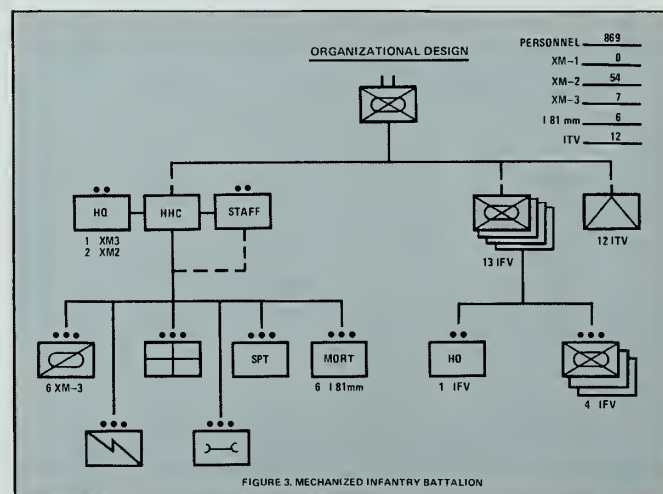 ORGANIZATIONAL DESIGN
PERSONNEL 869
XM-1 0
XM-2 54
XM-3 7
I 81 mm 6
ITV 12
HQ
HHC
STAFF
1 XM3
2 XM2
13 IFV
12 ITV
SPT
MORT
HQ
6 XM-3
6 I 81mm
1 IFV
4 IFV
FIGURE 3. MECHANIZED INFANTRY BATTALION